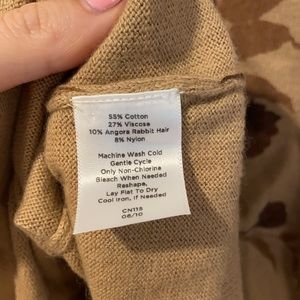 55% Cotton
27% Viscose
10% Angora Rabbit Hair
8% Nylon
Machine Wash Cold
Gentle Cycle
Only Non-Chlorine
Bleach When Needed
Reshape,
Lay Flat To Dry
Cool Iron, If Needed
CN115
08/10